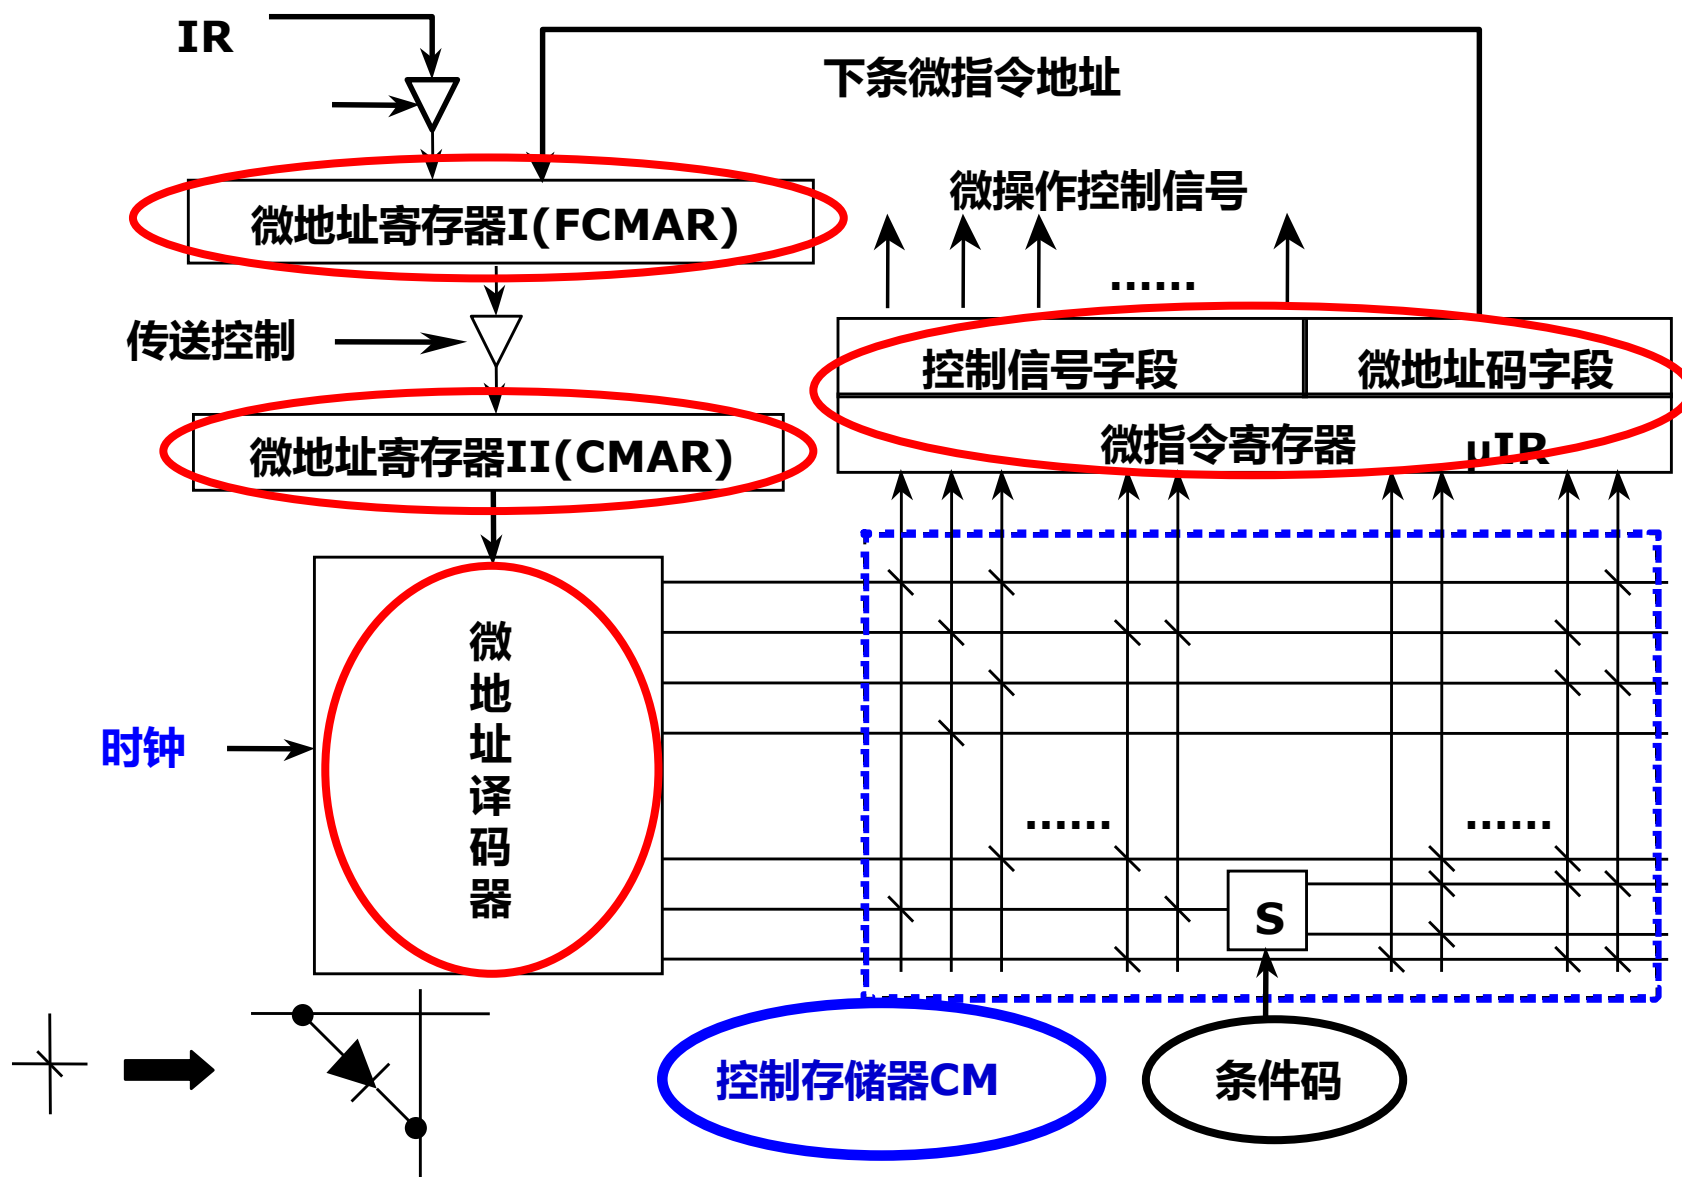 IR
下条微指令地址
微操作控制信号
微地址寄存器I(FCMAR)
……
传送控制
控制信号字段
微地址码字段
微地址寄存器II(CMAR)
微指令寄存器 μIR
微
地
址
译
码
器
时钟
……
……
S
控制存储器CM
条件码